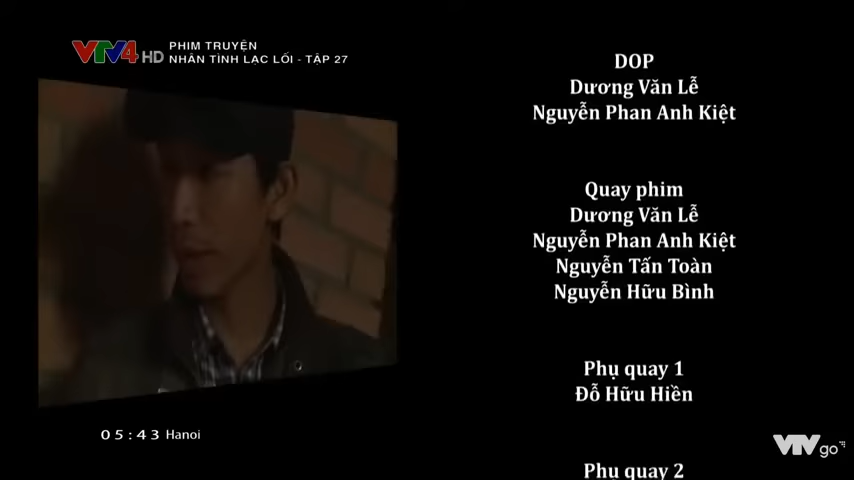 VTV4 HD
PHIM TRUYỆN
NHÂN TÌNH LẠC LỐI - TẬP 27
DOP
Dương Văn Lễ
Nguyễn Phan Anh Kiệt
Quay phim
Dương Văn Lễ
Nguyễn Phan Anh Kiệt
Nguyễn Tấn Toàn
Nguyễn Hữu Bình
Phụ quay 1
Đỗ Hữu Hiền
Phụ quay 2
05:43 Hanoi
VTV go